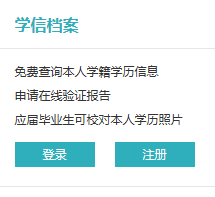 学信档案
免费查询本人学籍学历信息
申请在线验证报告
应届毕业生可校对本人学历照片
登录 注册